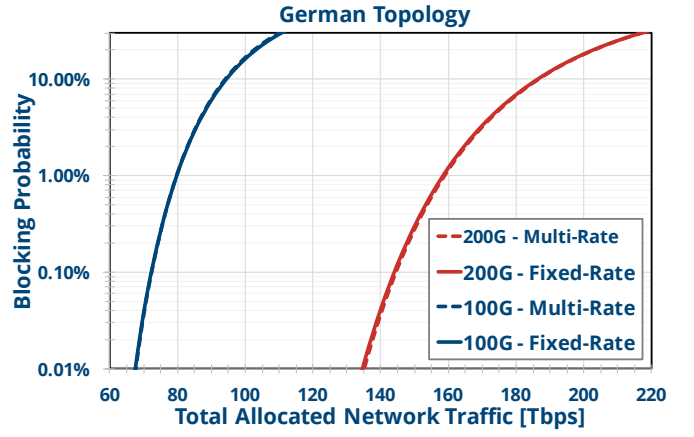 German Topology
Blocking Probability
10.00%
1.00%
0.10%
0.01%
200G - Multi-Rate
200G - Fixed-Rate
100G - Multi-Rate
100G - Fixed-Rate
60 80 100 120 140 160 180 200 220
Total Allocated Network Traffic [Tbps]